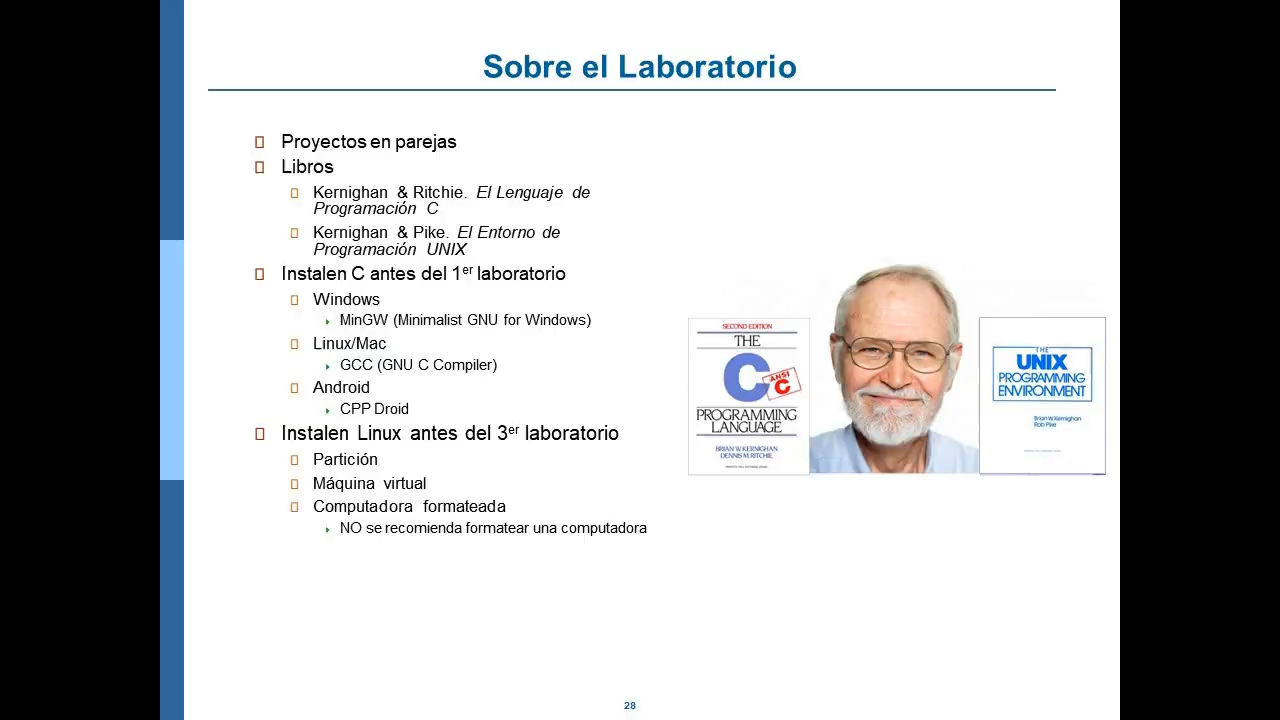 Sobre el Laboratorio
Proyectos en parejas
Libros
Kernighan & Ritchie. El Lenguaje de
Programación C
Kernighan & Pike. El Entorno de
Programación UNIX
Instalen C antes del 1er laboratorio
Windows
MinGW (Minimalist GNU for Windows)
Linux/Mac
GCC (GNU C Compiler)
Android
CPP Droid
Instalen Linux antes del 3er laboratorio
Partición
Máquina virtual
Computadora formateada
NO se recomienda formatear una computadora
SECOND EDITION
THE
C
ANSI
C
PROGRAMMING
LANGUAGE
BRIAN W. KERNIGHAN
DENNIS M. RITCHIE
THE
UNIX
PROGRAMMING
ENVIRONMENT
Brian W. Kernighan
Rob Pike
28